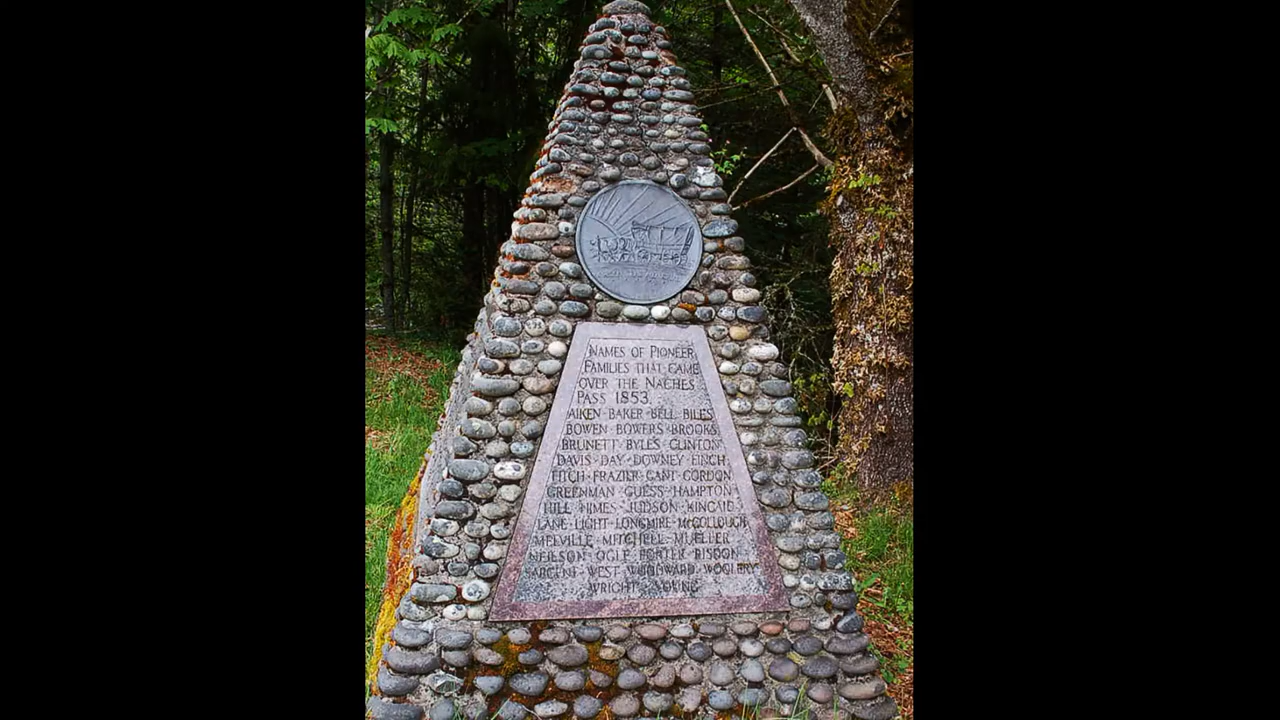 NAMES OF PIONEER
FAMILIES THAT CAME
OVER THE NACHES
PASS 1853.
AIKEN · BAKER · BELL · BILES
BOWEN · BOWERS · BROOKS
BRUNETT · BYLES · CLINTON
DAVIS · DAY · DOWNEY · FINCH
FITCH · FRAZIER · GANT · GORDON
GREENMAN · GUESS · HAMPTON
HILL · HIMES · JUDSON · KINCAID
LANE · LIGHT · LONGMIRE · MCCOLLOUGH
MELVILLE · MITCHELL · MUELLER
NEILSON · OGLE · PORTER · RISDON
SARGENT · WEST · WOODWARD · WOOLERY
WRIGHT · YOUNG